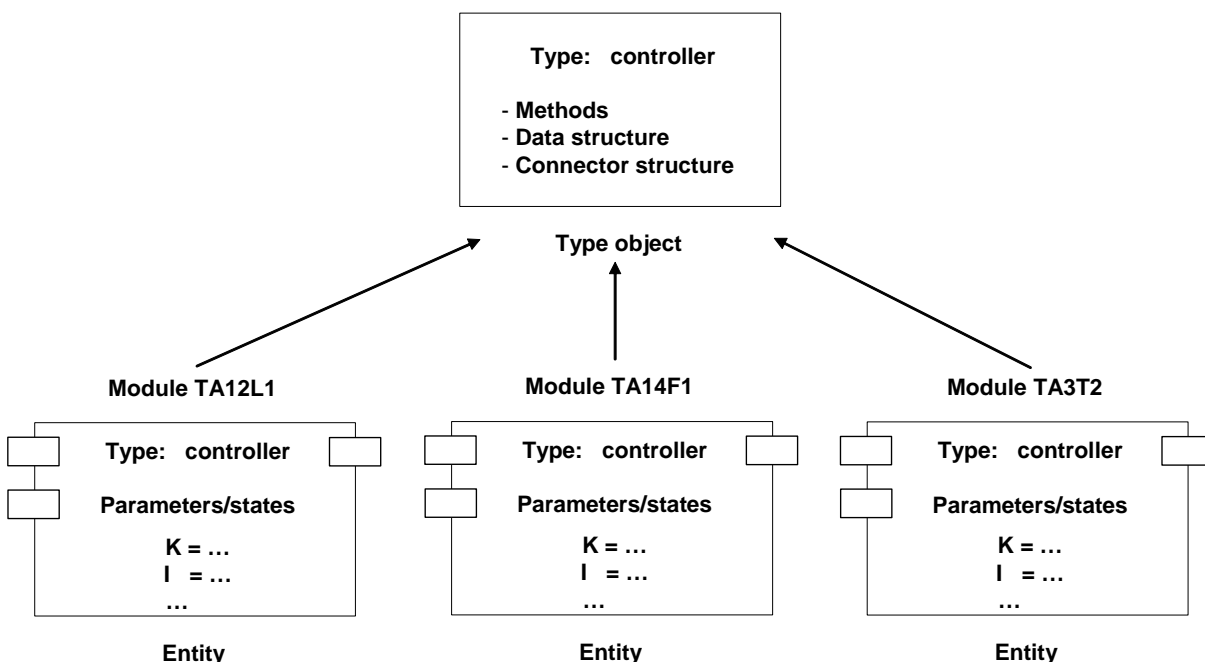 Type: controller
- Methods
- Data structure
- Connector structure
Type object
Module TA12L1
Type: controller
Parameters/states
K = …
I = …
…
Entity
Module TA14F1
Type: controller
Parameters/states
K = …
I = …
…
Entity
Module TA3T2
Type: controller
Parameters/states
K = …
I = …
…
Entity